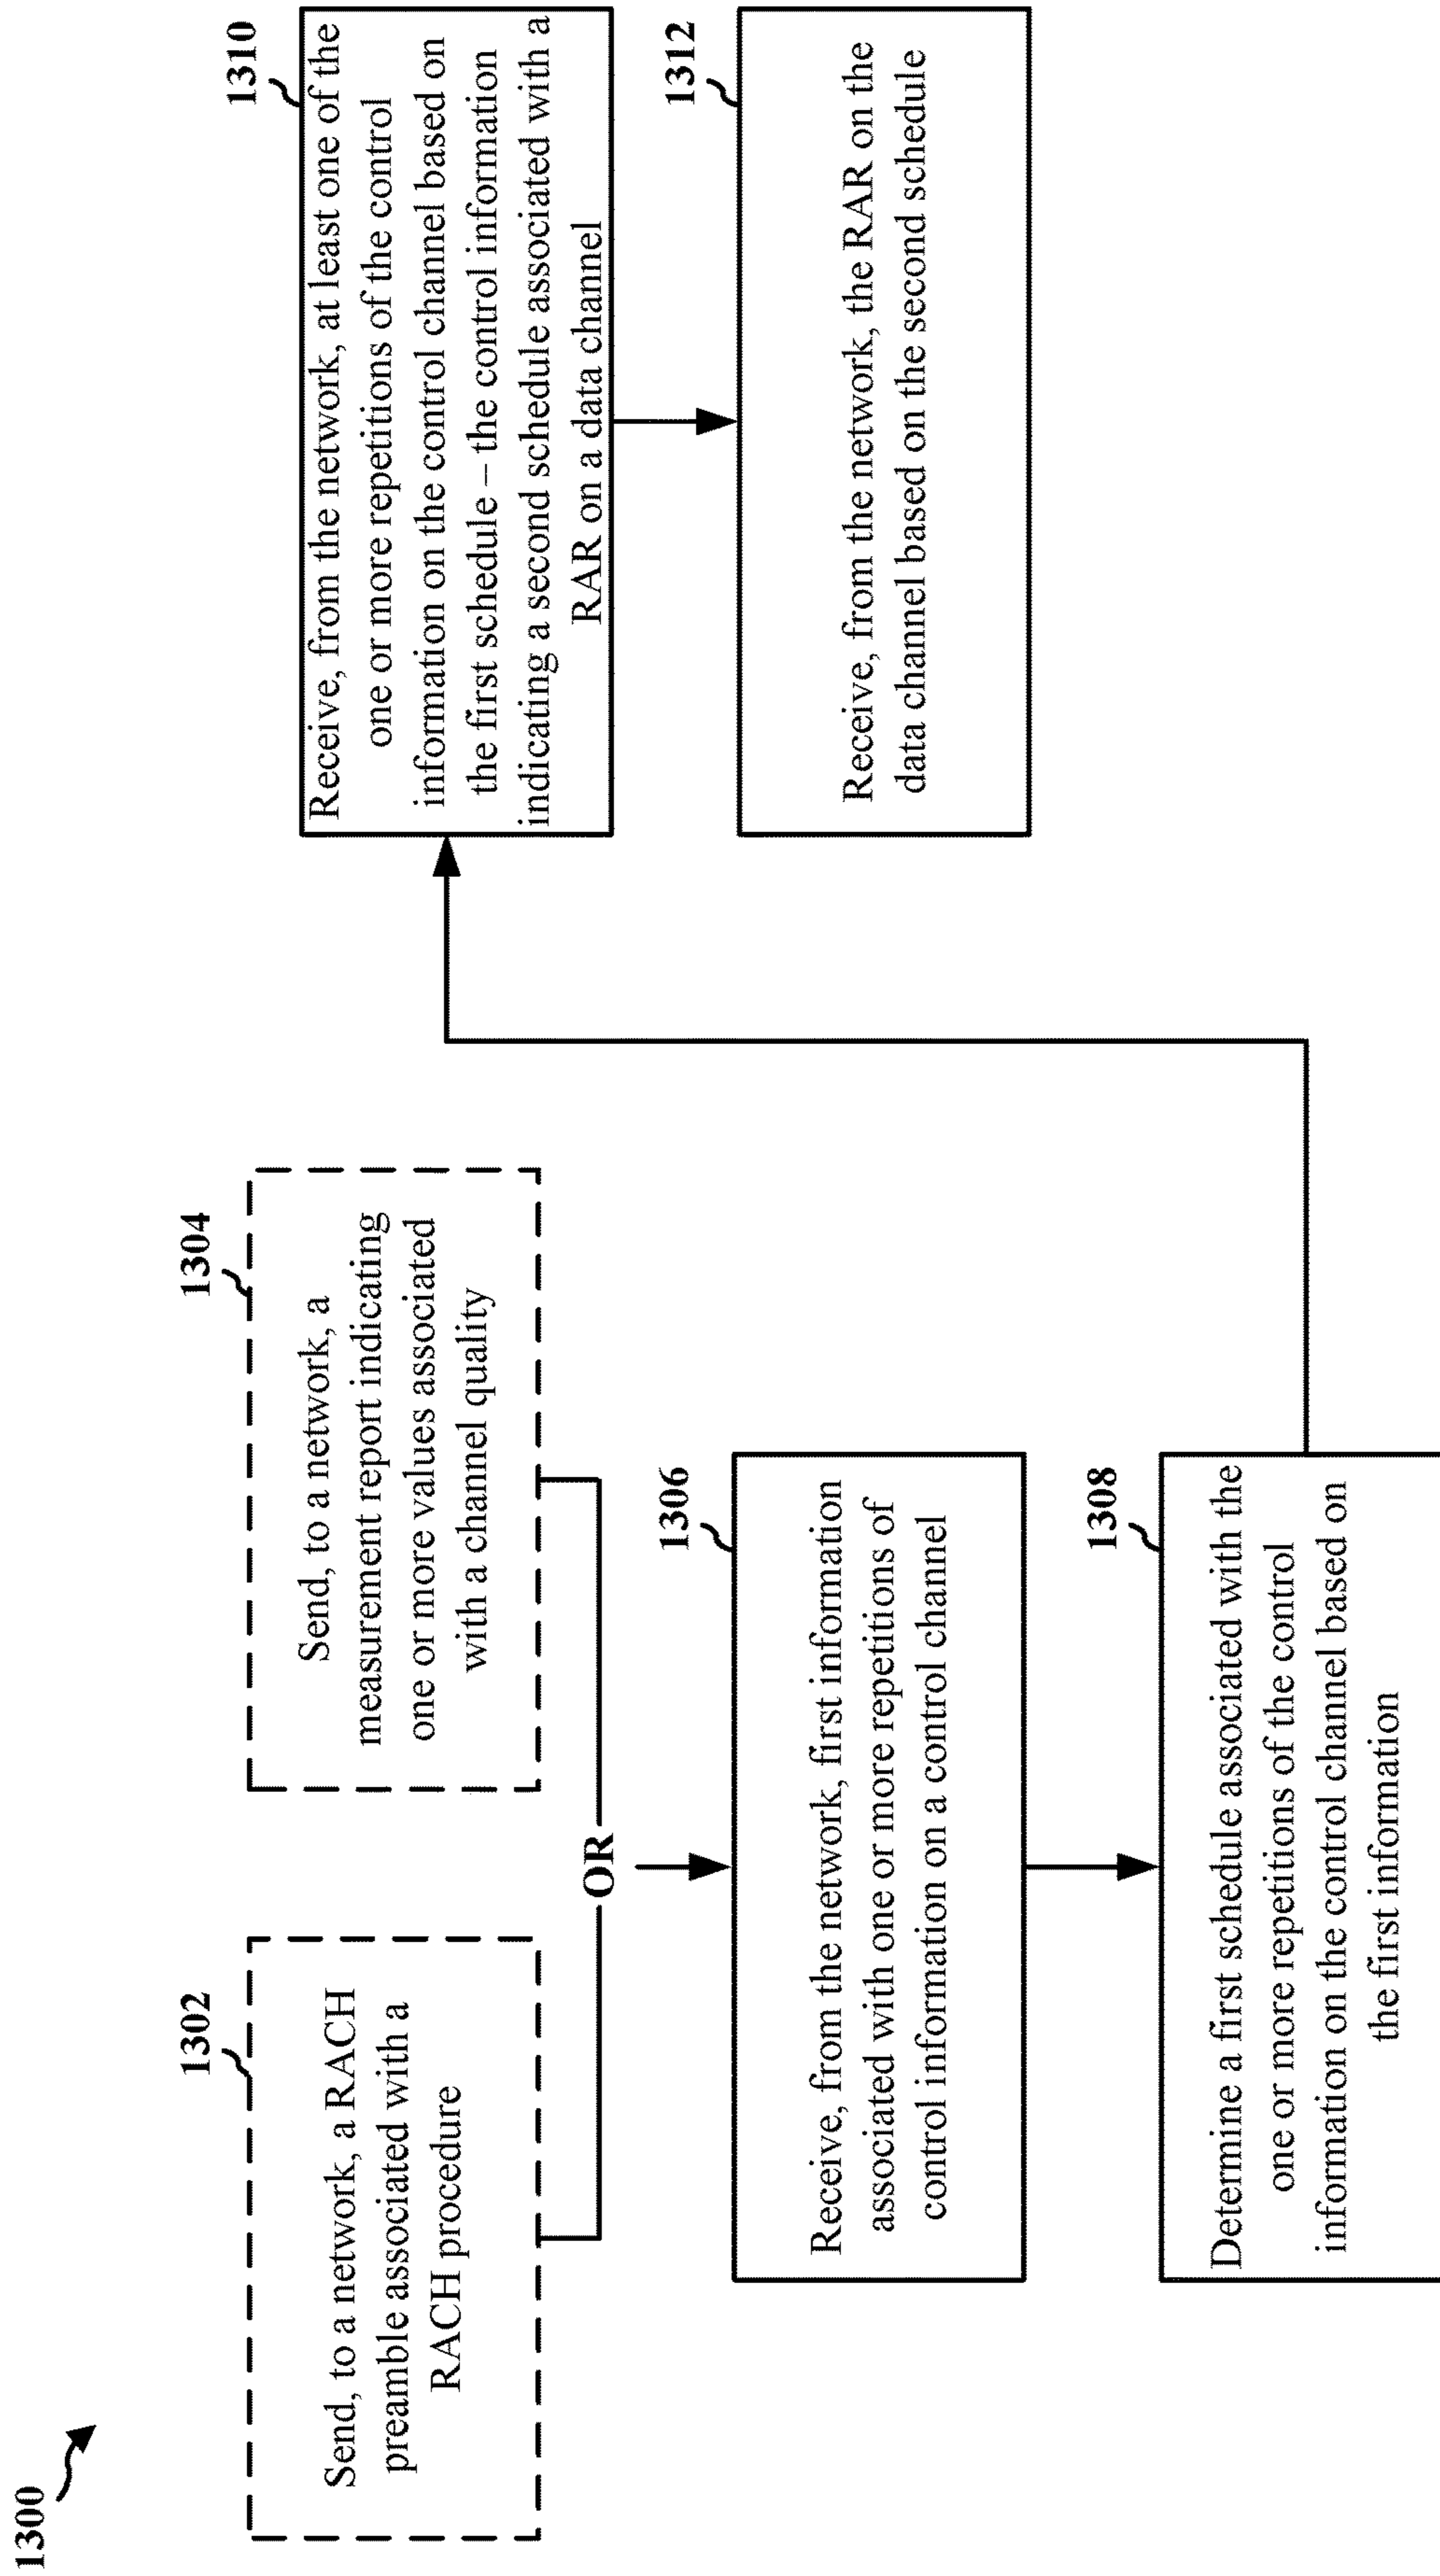 1300
1302
Send, to a network, a RACH
preamble associated with a
RACH procedure
1304
Send, to a network, a
measurement report indicating
one or more values associated
with a channel quality
OR
1306
Receive, from the network, first information
associated with one or more repetitions of
control information on a control channel
1308
Determine a first schedule associated with the
one or more repetitions of the control
information on the control channel based on
the first information
1310
Receive, from the network, at least one of the
one or more repetitions of the control
information on the control channel based on
the first schedule – the control information
indicating a second schedule associated with a
RAR on a data channel
1312
Receive, from the network, the RAR on the
data channel based on the second schedule